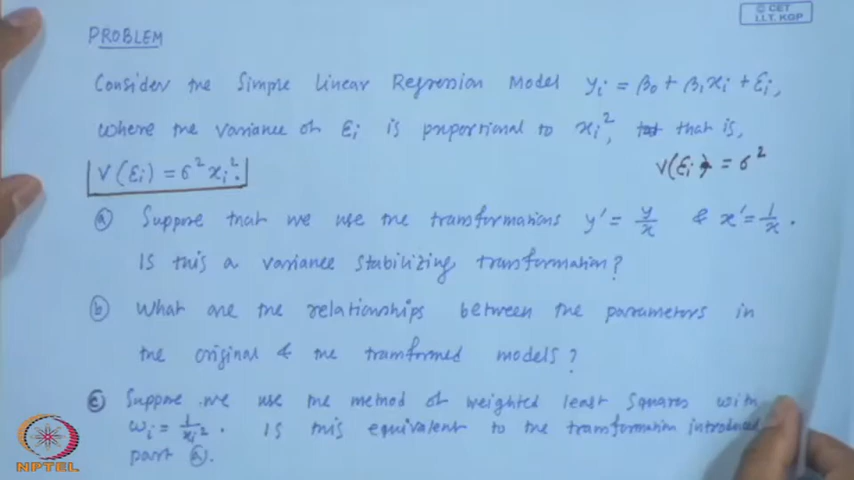 © CET
I.I.T. KGP
PROBLEM
Consider the Simple Linear Regression Model yi = β0 + β1xi + εi,
where the variance of εi is proportional to xi², that is,
V(εi) = σ²xi².
V(εi) = σ²
ⓐ Suppose that we use the transformations y' = y/x & x' = 1/x.
Is this a variance stabilizing transformation?
ⓑ What are the relationships between the parameters in
the original & the transformed models?
ⓒ Suppose we use the method of weighted least squares with
ωi = 1/xi². Is this equivalent to the transformation introduced
part ⓐ.
NPTEL